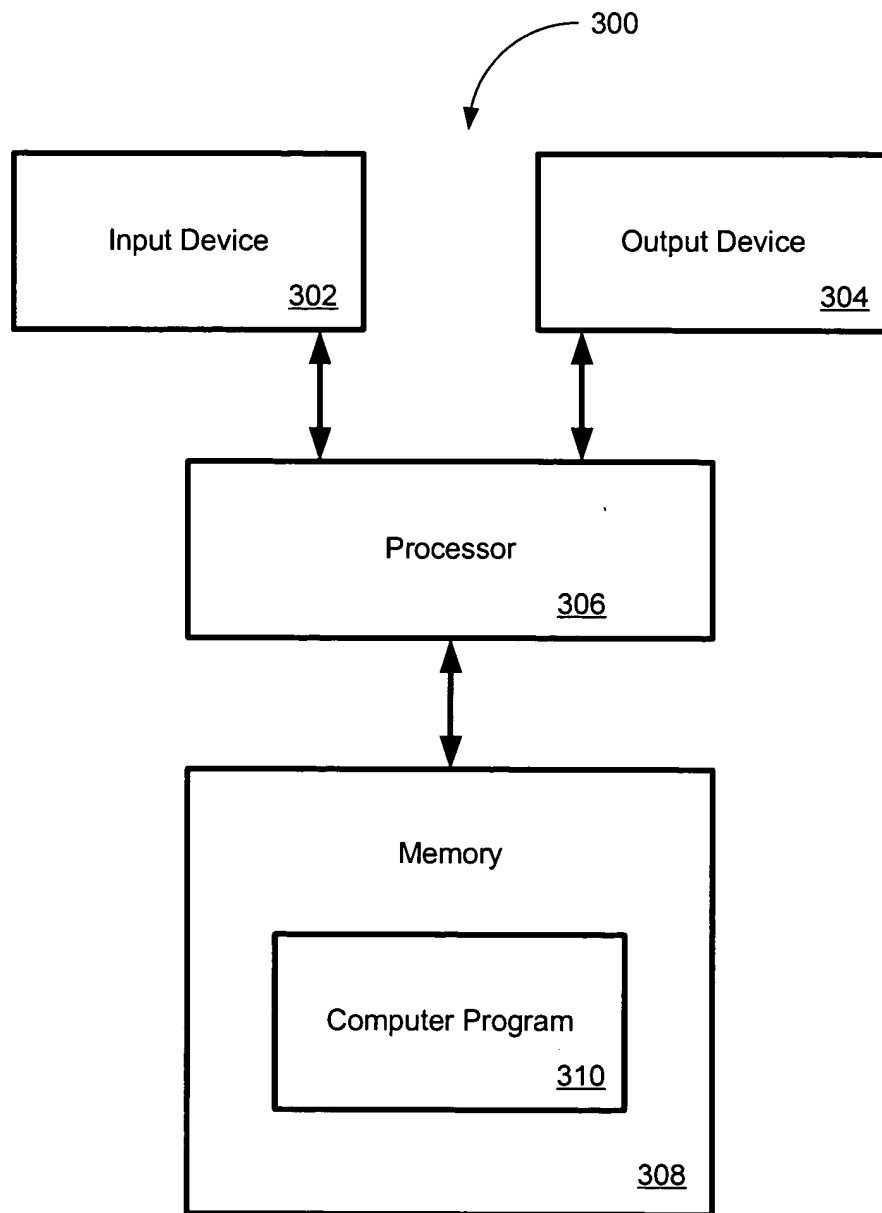 300
Input Device
302
Output Device
304
Processor
306
Memory
Computer Program
310
308